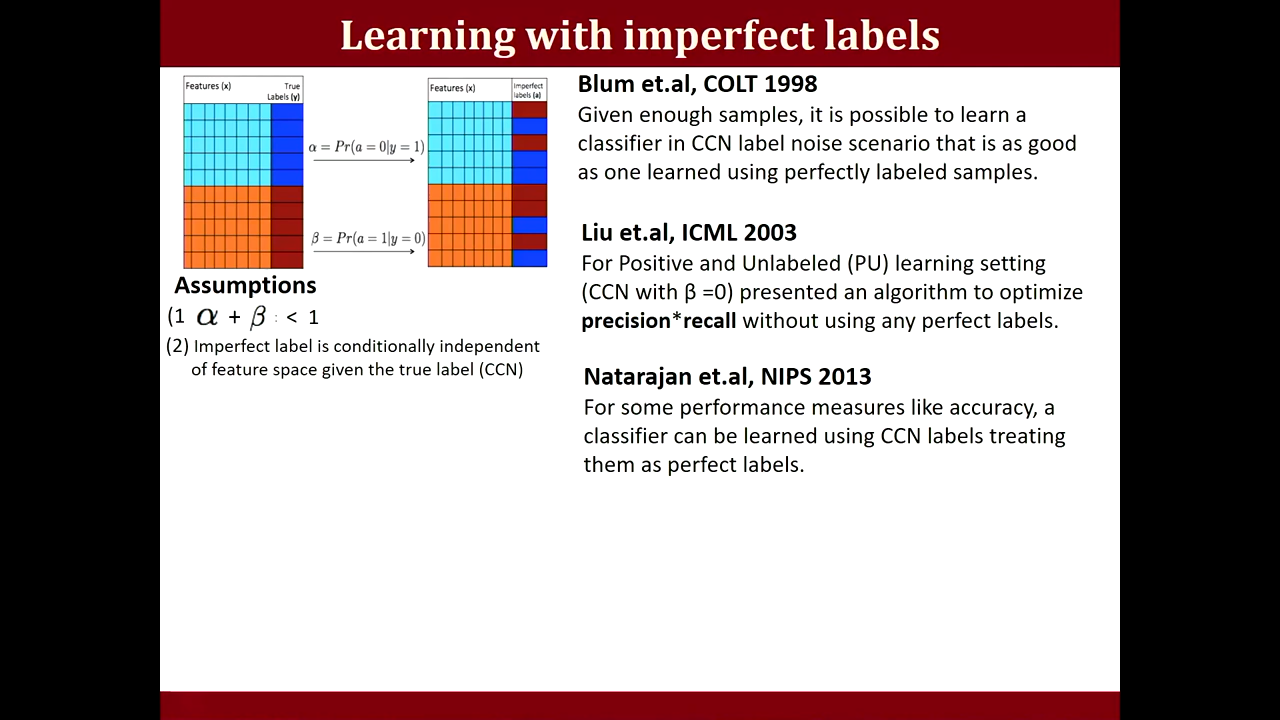 Learning with imperfect labels
Features (x)
True
Labels (y)
α = Pr(a = 0|y = 1)
β = Pr(a = 1|y = 0)
Features (x)
Imperfect
labels (a)
Assumptions
(1 α + β : < 1
(2) Imperfect label is conditionally independent
of feature space given the true label (CCN)
Blum et.al, COLT 1998
Given enough samples, it is possible to learn a
classifier in CCN label noise scenario that is as good
as one learned using perfectly labeled samples.
Liu et.al, ICML 2003
For Positive and Unlabeled (PU) learning setting
(CCN with β =0) presented an algorithm to optimize
precision*recall without using any perfect labels.
Natarajan et.al, NIPS 2013
For some performance measures like accuracy, a
classifier can be learned using CCN labels treating
them as perfect labels.